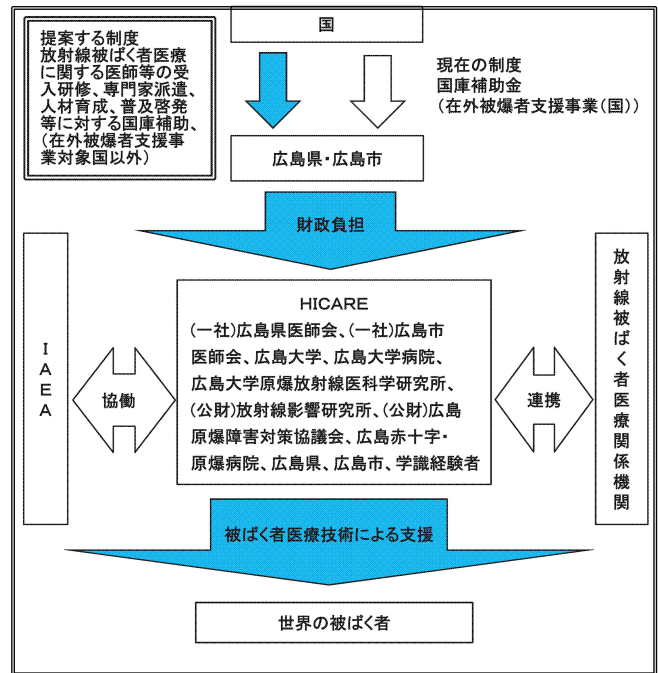 国
提案する制度
放射線被ばく者医療
に関する医師等の受
入研修、専門家派遣、
人材育成、普及啓発
等に対する国庫補助、
(在外被爆者支援事
業対象国以外)
現在の制度
国庫補助金
(在外被爆者支援事業(国))
広島県・広島市
財政負担
IAEA
協働
HICARE
(一社)広島県医師会、(一社)広島市
医師会、広島大学、広島大学病院、
広島大学原爆放射線医科学研究所、
(公財)放射線影響研究所、(公財)広島
原爆障害対策協議会、広島赤十字・
原爆病院、広島県、広島市、学識経験者
連携
放射線被ばく者医療関係機関
被ばく者医療技術による支援
世界の被ばく者